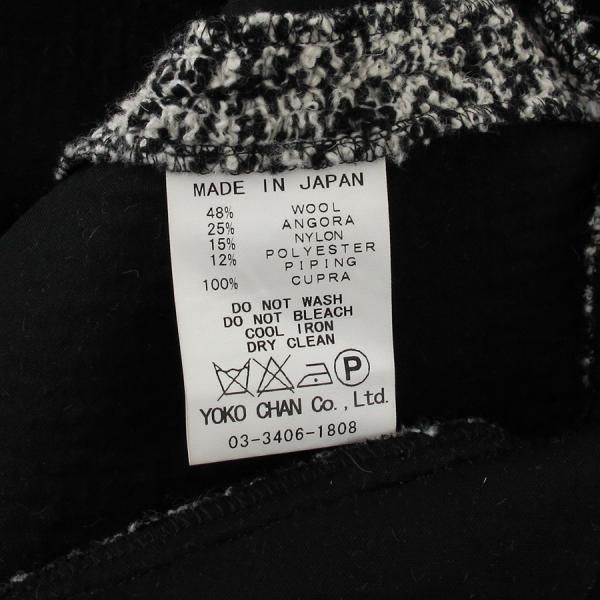 MADE IN JAPAN
48% WOOL
25% ANGORA
15% NYLON
12% POLYESTER
PIPING
100% CUPRA
DO NOT WASH
DO NOT BLEACH
COOL IRON
DRY CLEAN
P
YOKO CHAN Co., Ltd.
03-3406-1808